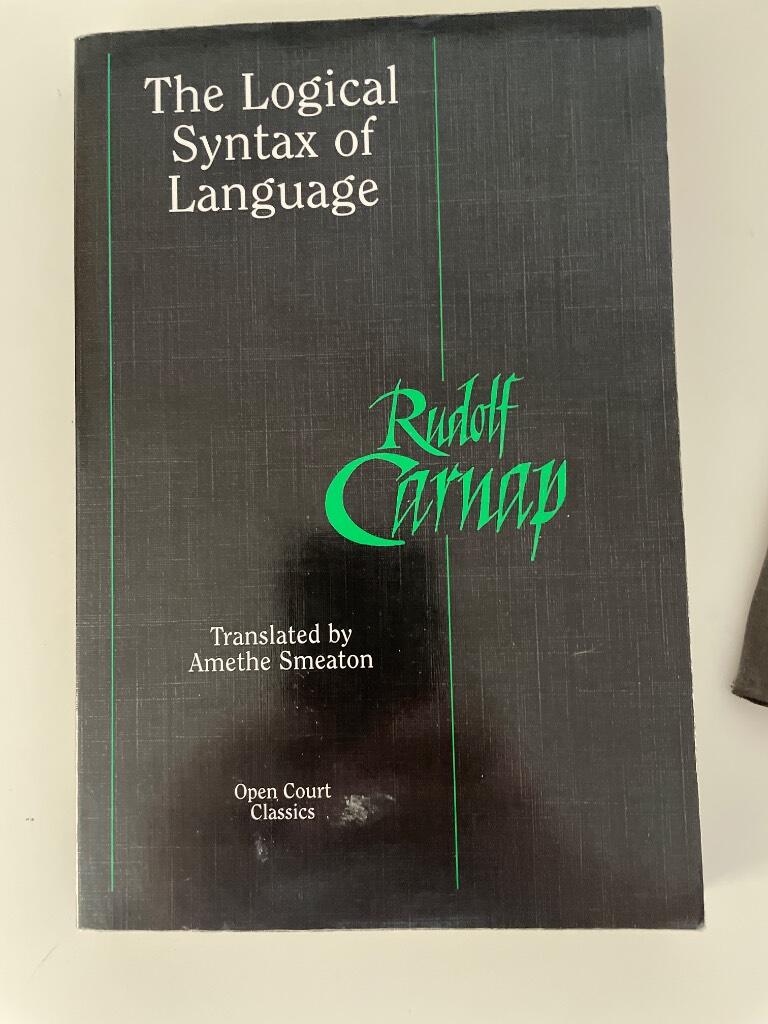 The Logical
Syntax of
Language
Rudolf
Carnap
Translated by
Amethe Smeaton
Open Court
Classics